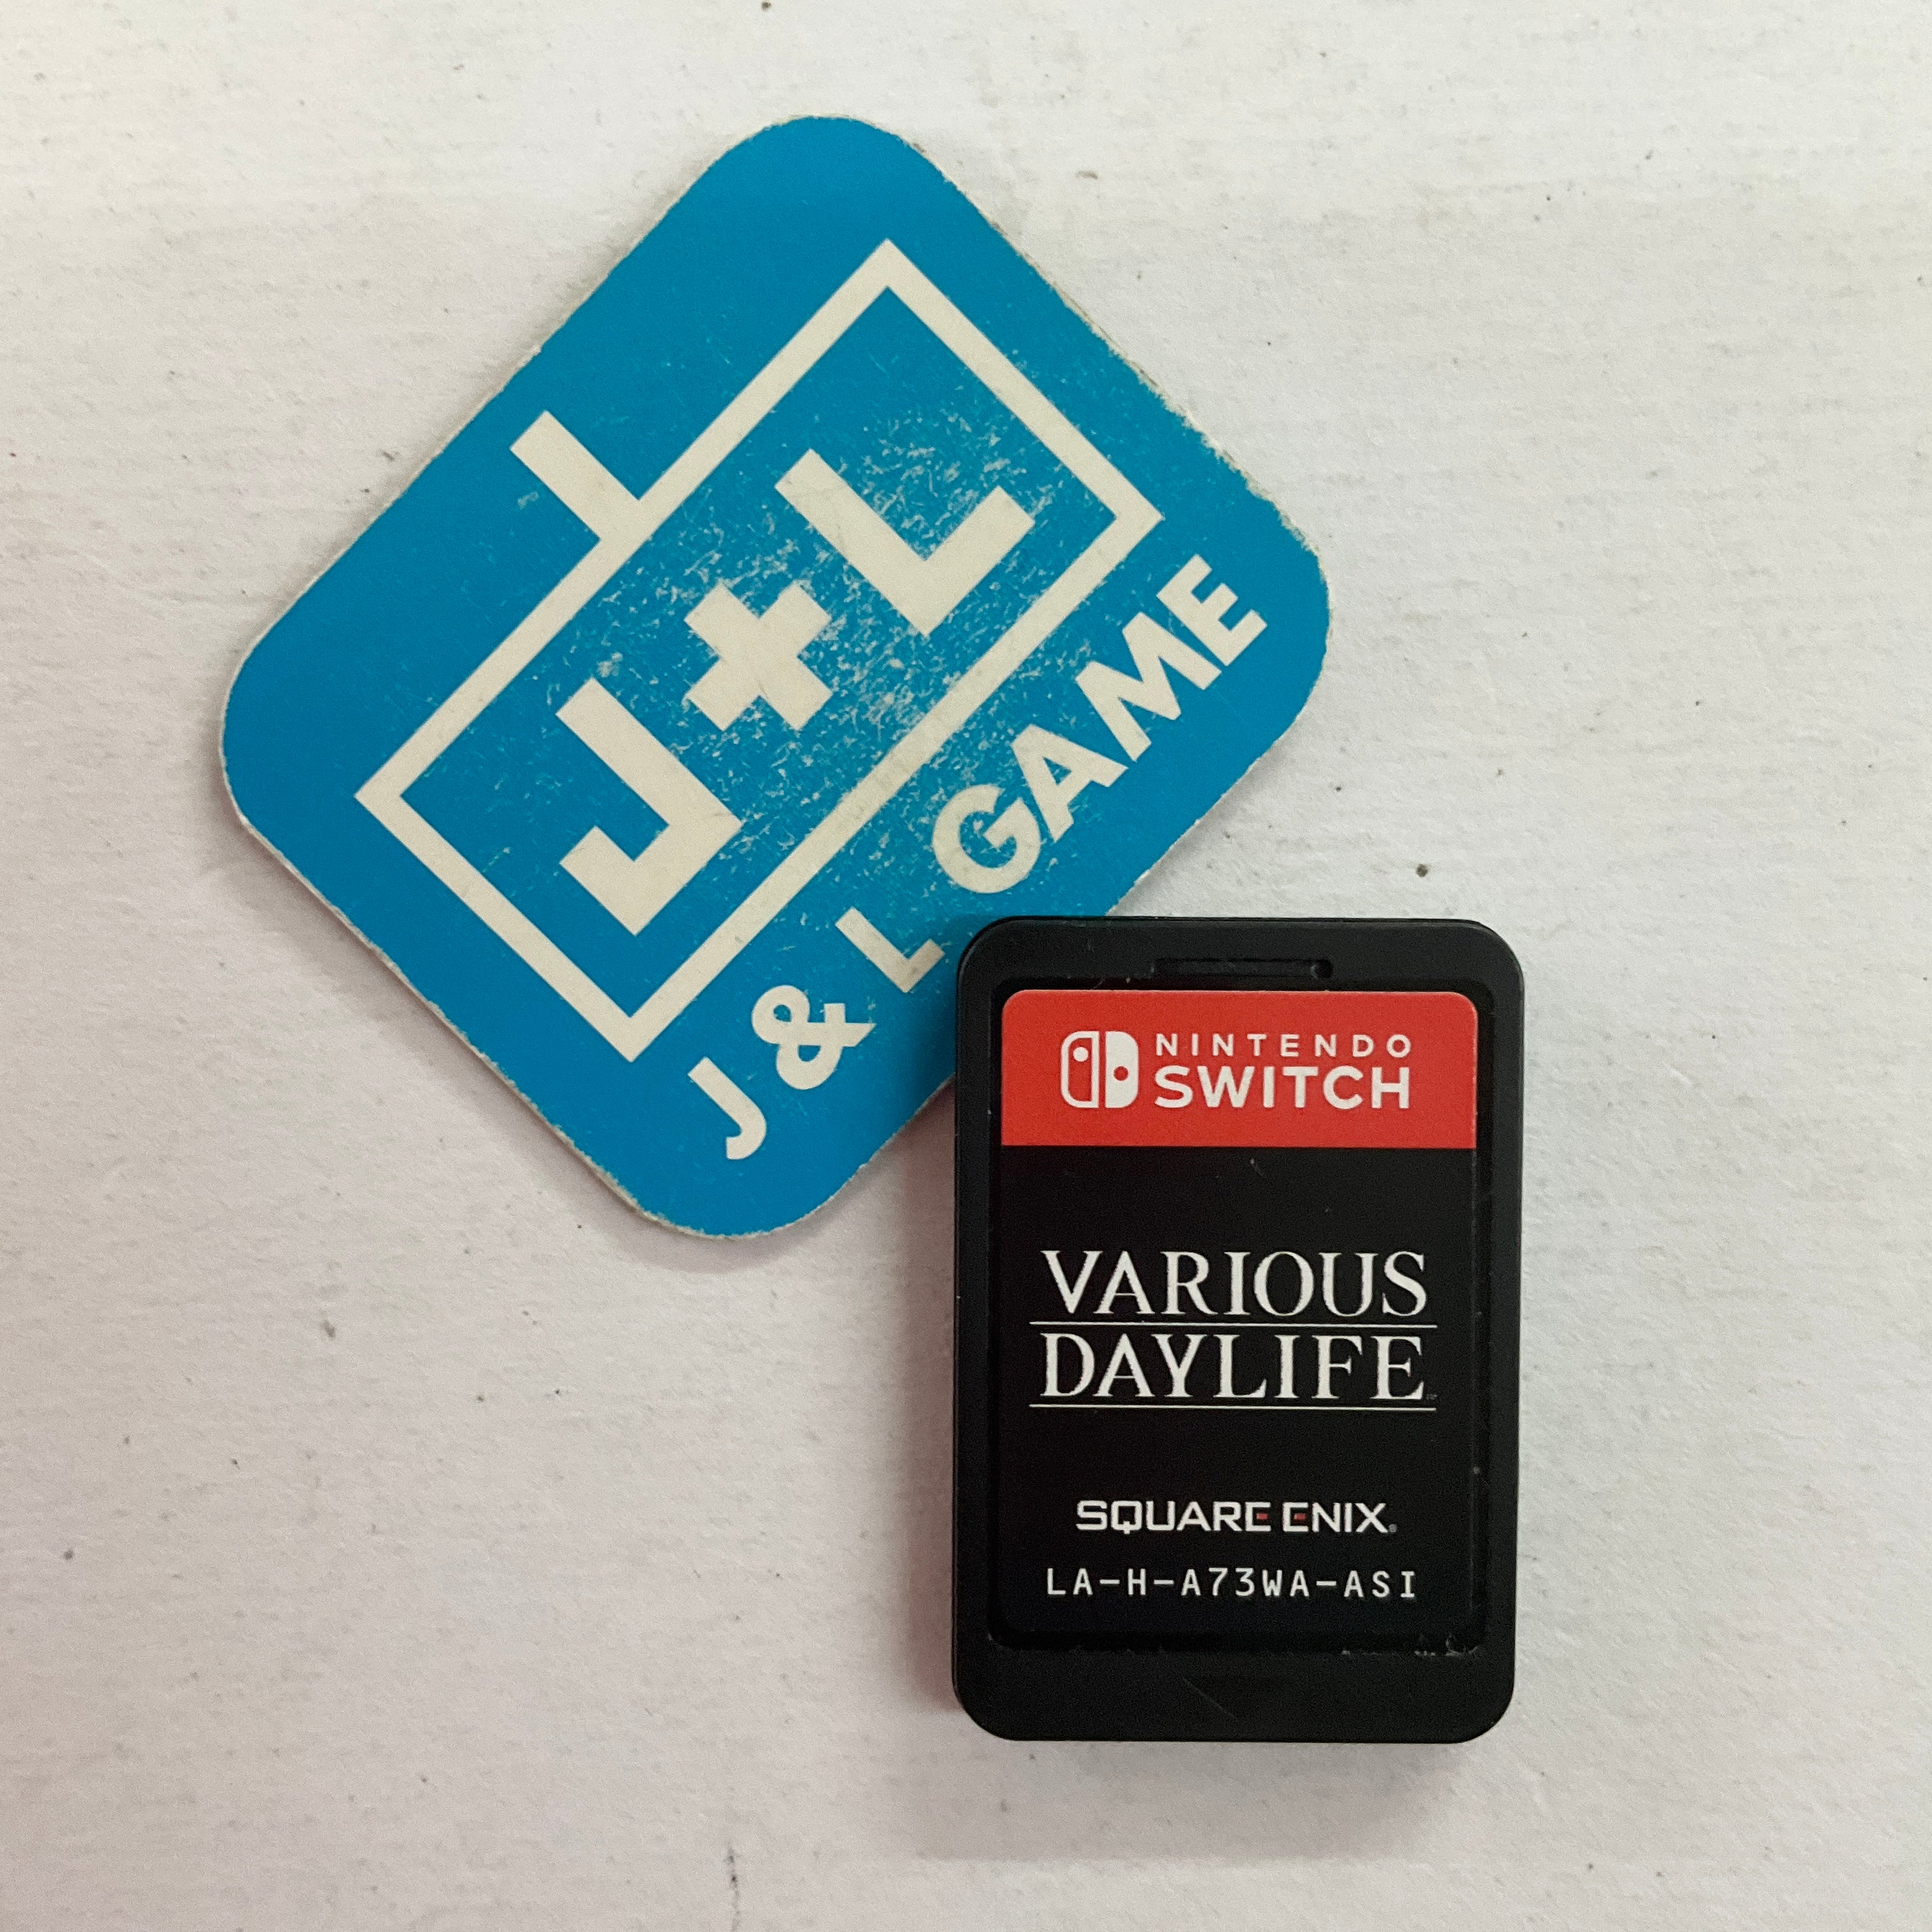 J+L
J & L GAME
NINTENDO
SWITCH
VARIOUS
DAYLIFE
SQUARE ENIX®
LA-H-A73WA-ASI